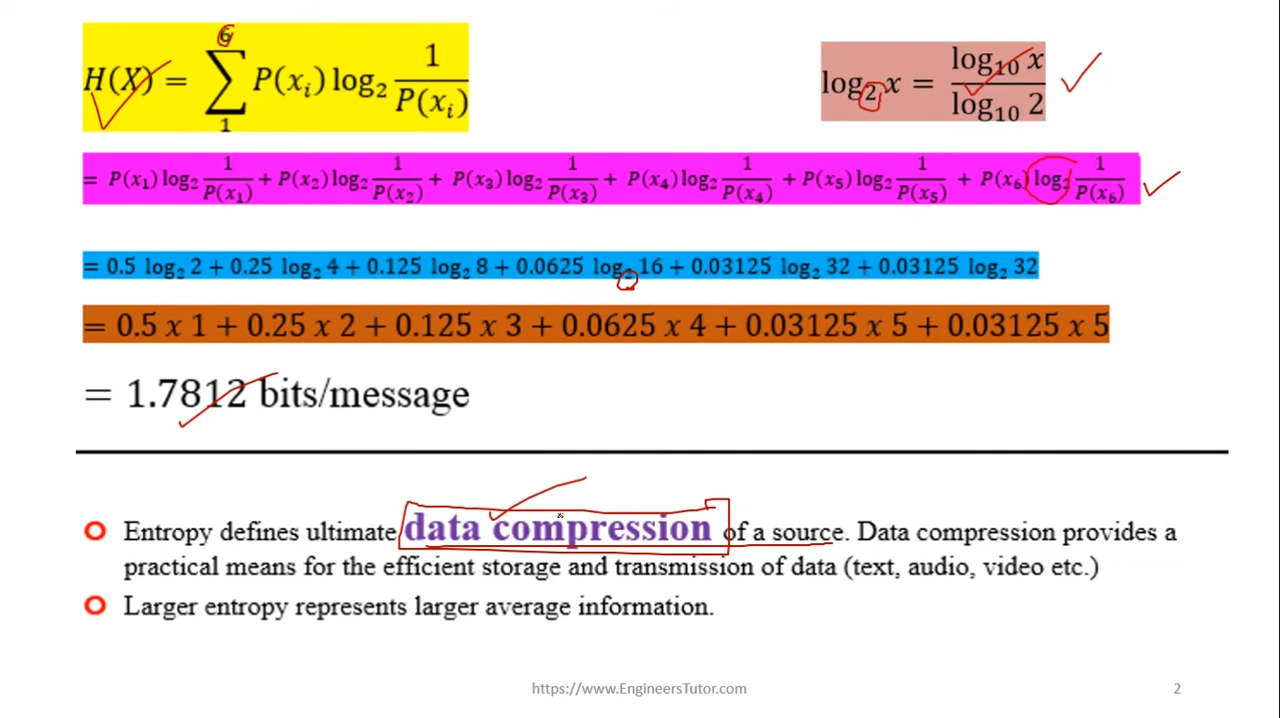 H(X) = ∑₁⁶ P(xᵢ) log₂ 1/P(xᵢ)
log₂ x = log₁₀ x / log₁₀ 2
= P(x₁) log₂ 1/P(x₁) + P(x₂) log₂ 1/P(x₂) + P(x₃) log₂ 1/P(x₃) + P(x₄) log₂ 1/P(x₄) + P(x₅) log₂ 1/P(x₅) + P(x₆) log₂ 1/P(x₆)
= 0.5 log₂ 2 + 0.25 log₂ 4 + 0.125 log₂ 8 + 0.0625 log₂ 16 + 0.03125 log₂ 32 + 0.03125 log₂ 32
= 0.5 x 1 + 0.25 x 2 + 0.125 x 3 + 0.0625 x 4 + 0.03125 x 5 + 0.03125 x 5
= 1.7812 bits/message
Entropy defines ultimate data compression of a source. Data compression provides a
practical means for the efficient storage and transmission of data (text, audio, video etc.)
Larger entropy represents larger average information.
https://www.EngineersTutor.com
2